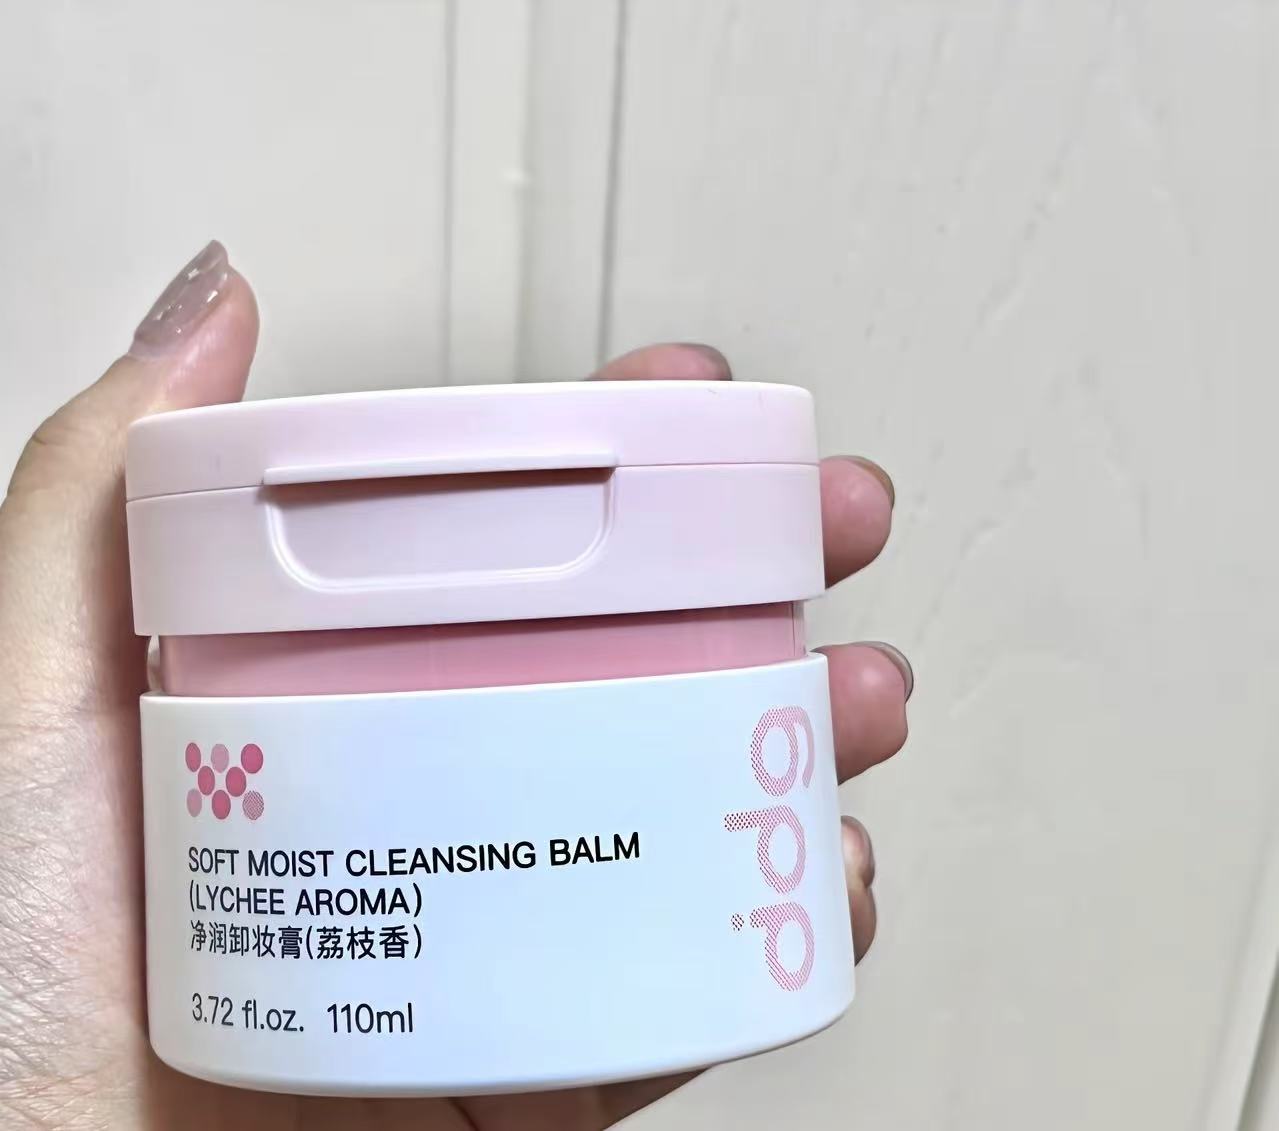 SOFT MOIST CLEANSING BALM
(LYCHEE AROMA)
净润卸妆膏(荔枝香)
3.72 fl.oz. 110ml